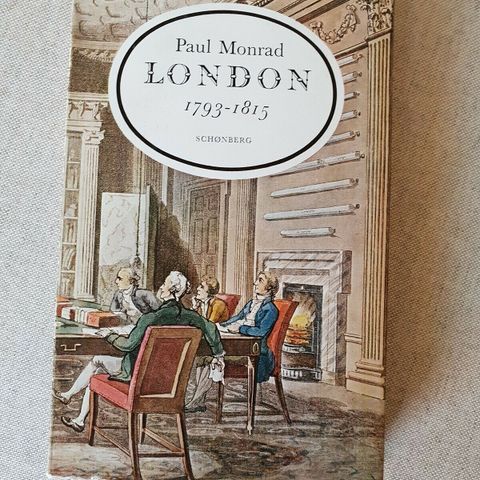 Paul Monrad
LONDON
1793-1815
SCHØNBERG